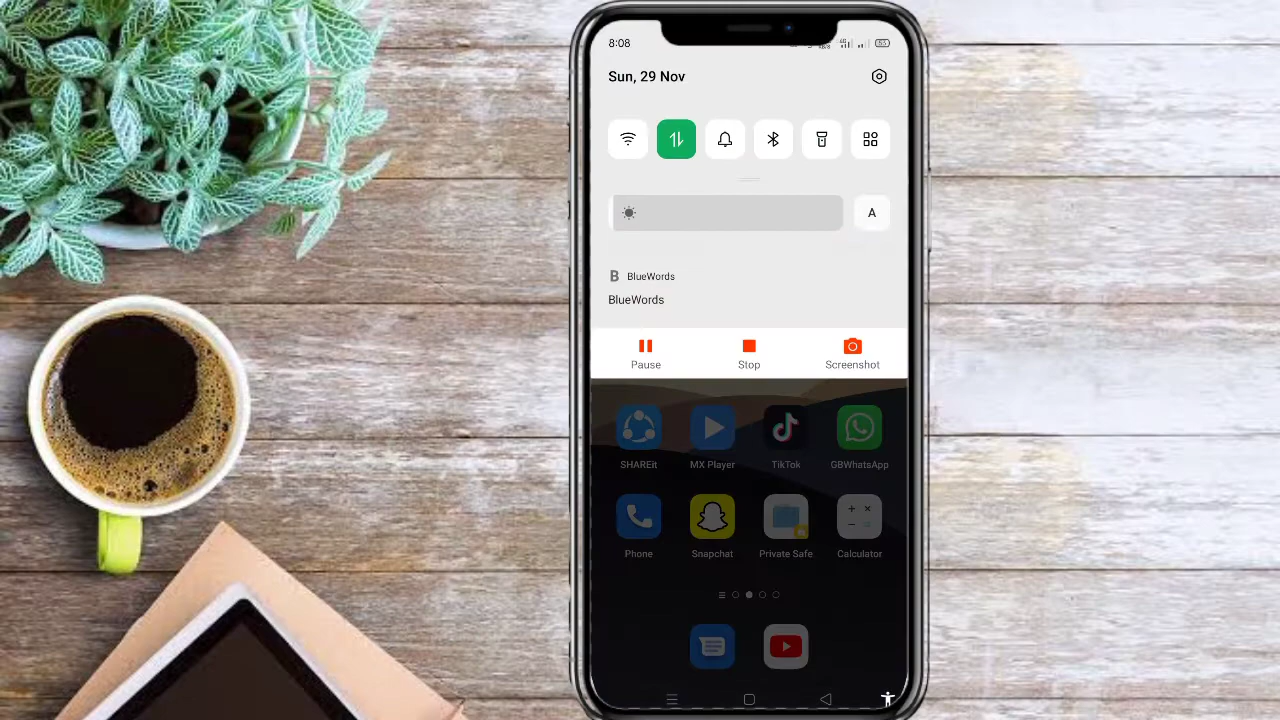 8:08
Sun, 29 Nov
A
B BlueWords
BlueWords
Pause
Stop
Screenshot
SHAREit
MX Player
TikTok
GBWhatsApp
Phone
Snapchat
Private Safe
Calculator